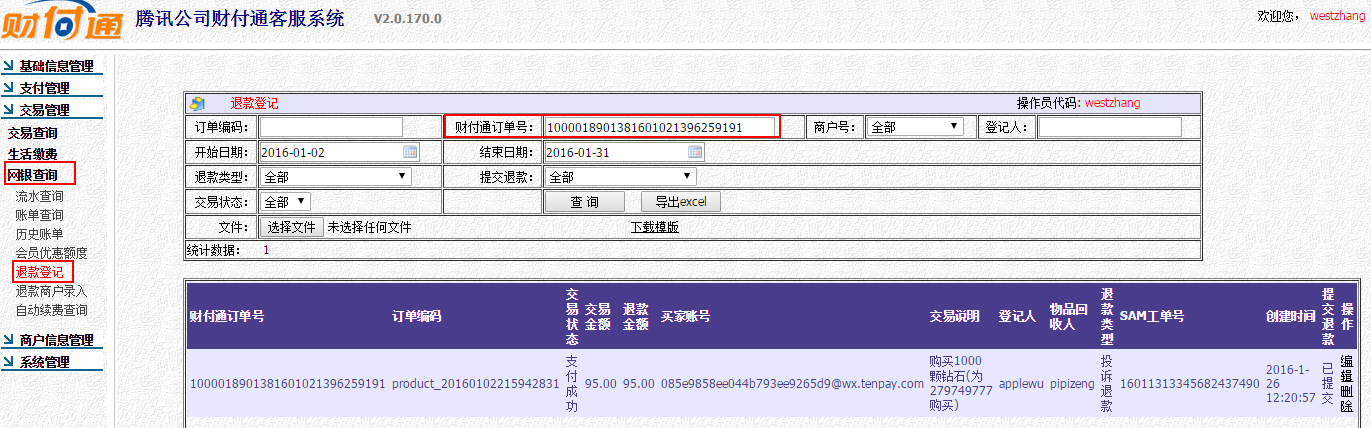 财付通 腾讯公司财付通客服系统 V2.0.170.0 欢迎您， westzhang
基础信息管理
支付管理
交易管理
交易查询
生活缴费
网银查询
流水查询
账单查询
历史账单
会员优惠额度
退款登记
退款商户录入
自动续费查询
商户信息管理
系统管理
退款登记 操作员代码: westzhang
订单编码： 财付通订单号： 1000018901381601021396259191 商户号： 全部 登记人：
开始日期： 2016-01-02 结束日期： 2016-01-31
退款类型： 全部 提交退款： 全部
交易状态： 全部 查 询 导出excel
文件： 选择文件 未选择任何文件 下载模版
统计数据： 1
财付通订单号 订单编码 交易状态 交易金额 退款金额 买家账号 交易说明 登记人 物品回收人 退款类型 SAM工单号 创建时间 提交退款 操作
1000018901381601021396259191 product_20160102215942831 支付成功 95.00 95.00 085e9858ee044b793ee9265d9@wx.tenpay.com 购买1000颗钻石(为279749777购买) applewu pipizeng 投诉退款 16011313345682437490 2016-1-26 12:20:57 已提交 编辑 删除